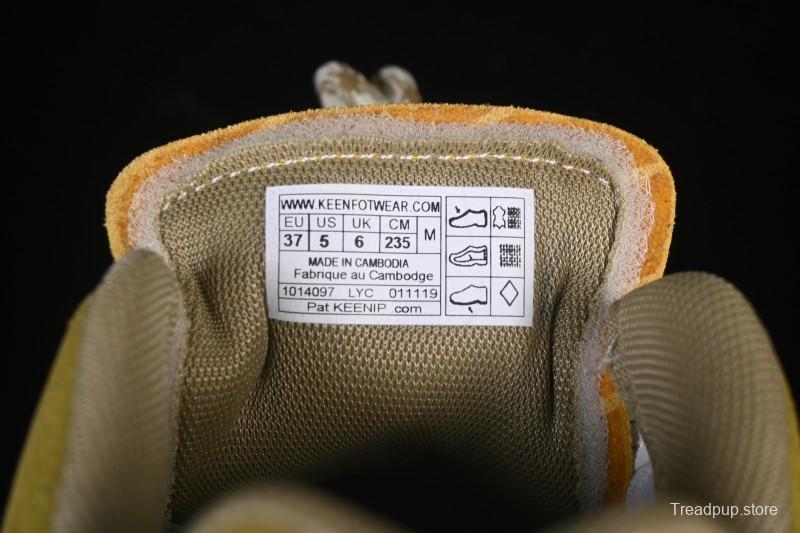 WWW.KEENFOTWEAR.COM
EU US UK CM
37 5 6 235 M
MADE IN CAMBODIA
Fabrique au Cambodge
1014097 LYC 011119
Pat KEENIP .com
Treadpup.store